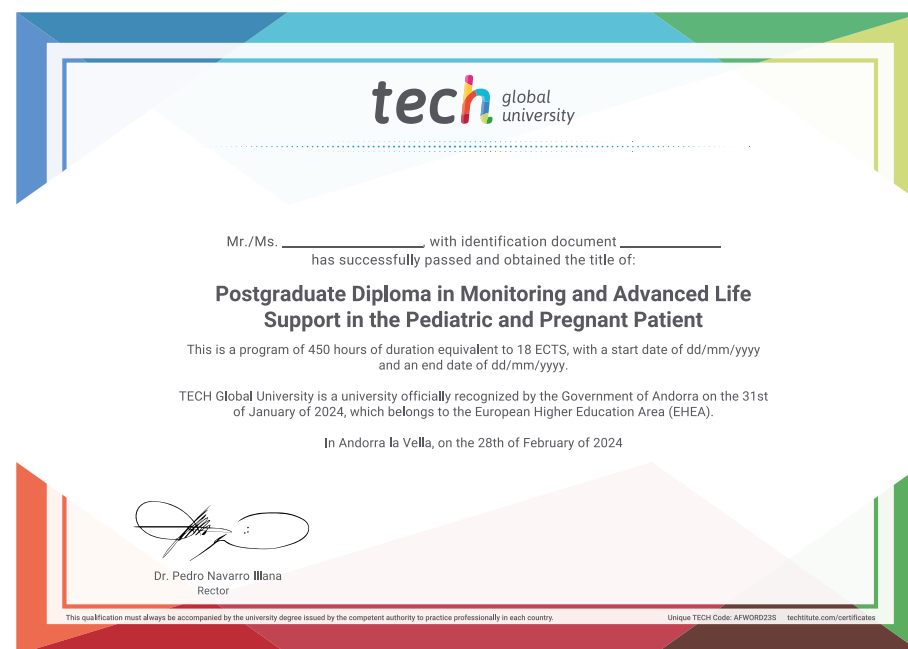 tech global university
Mr./Ms. ____________, with identification document ____________
has successfully passed and obtained the title of:
Postgraduate Diploma in Monitoring and Advanced Life
Support in the Pediatric and Pregnant Patient
This is a program of 450 hours of duration equivalent to 18 ECTS, with a start date of dd/mm/yyyy
and an end date of dd/mm/yyyy.
TECH Global University is a university officially recognized by the Government of Andorra on the 31st
of January of 2024, which belongs to the European Higher Education Area (EHEA).
In Andorra la Vella, on the 28th of February of 2024
Dr. Pedro Navarro Illana
Rector
This qualification must always be accompanied by the university degree issued by the competent authority to practice professionally in each country.
Unique TECH Code: AFWORD23S techtitute.com/certificates